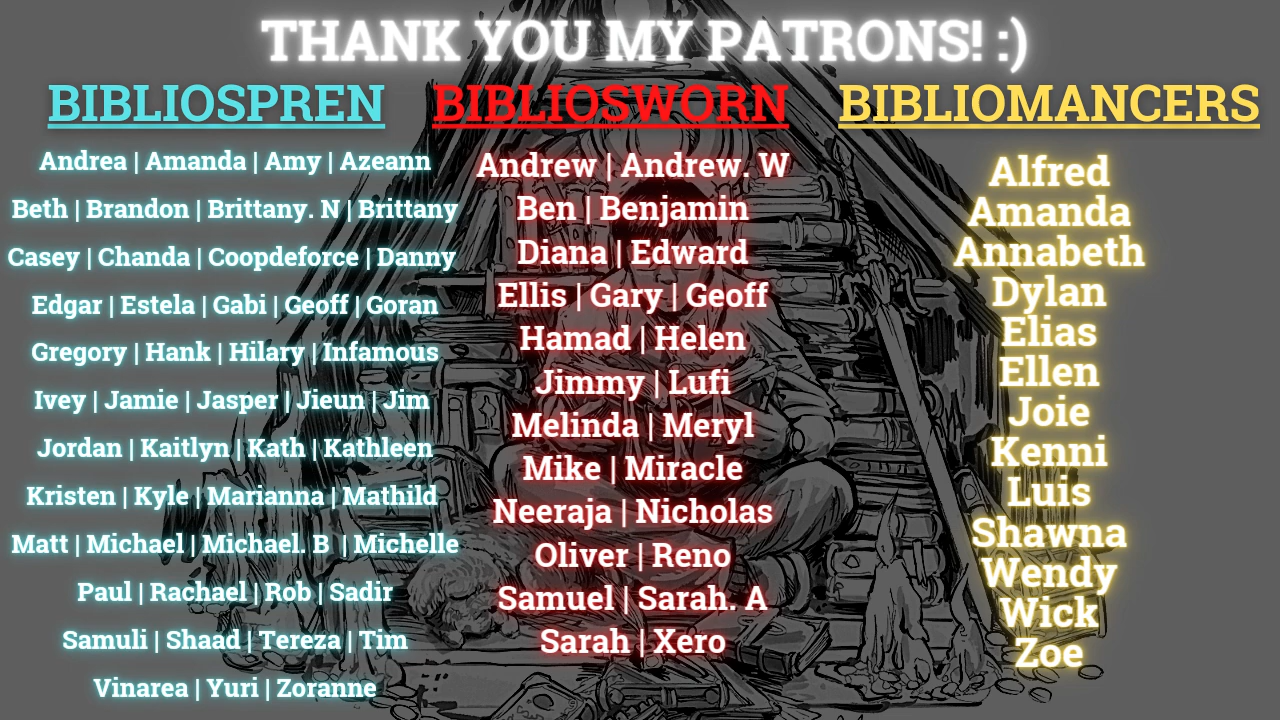 THANK YOU MY PATRONS! :)
BIBLIOSPREN
Andrea | Amanda | Amy | Azeann
Beth | Brandon | Brittany. N | Brittany
Casey | Chanda | Coopdeforce | Danny
Edgar | Estela | Gabi | Geoff | Goran
Gregory | Hank | Hilary | Infamous
Ivey | Jamie | Jasper | Jieun | Jim
Jordan | Kaitlyn | Kath | Kathleen
Kristen | Kyle | Marianna | Mathild
Matt | Michael | Michael. B | Michelle
Paul | Rachael | Rob | Sadir
Samuli | Shaad | Tereza | Tim
Vinarea | Yuri | Zoranne
BIBLIOSWORN
Andrew | Andrew. W
Ben | Benjamin
Diana | Edward
Ellis | Gary | Geoff
Hamad | Helen
Jimmy | Lufi
Melinda | Meryl
Mike | Miracle
Neeraja | Nicholas
Oliver | Reno
Samuel | Sarah. A
Sarah | Xero
BIBLIOMANCERS
Alfred
Amanda
Annabeth
Dylan
Elias
Ellen
Joie
Kenni
Luis
Shawna
Wendy
Wick
Zoe